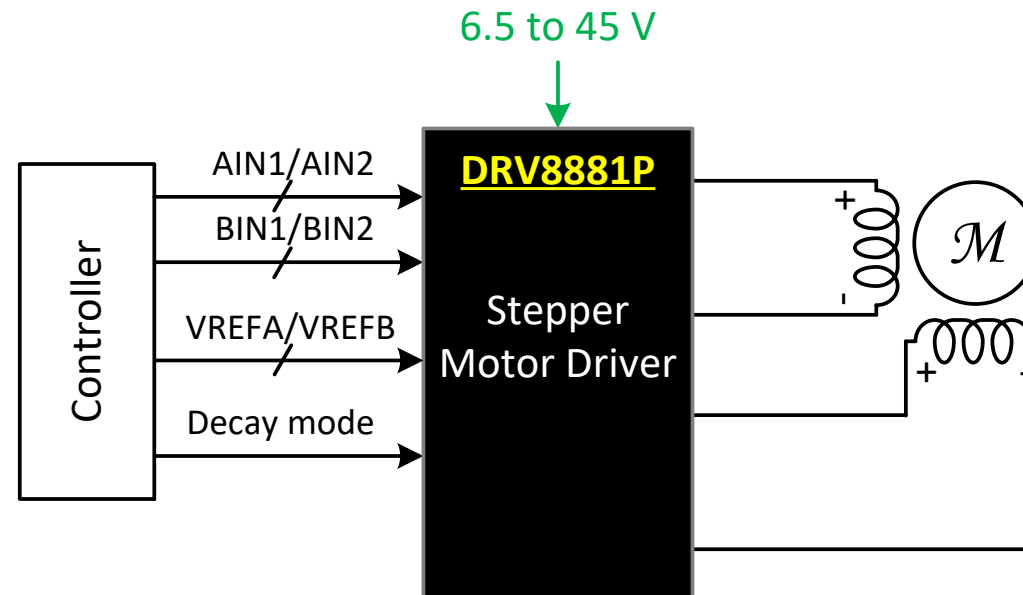 6.5 to 45 V
Controller
AIN1/AIN2
BIN1/BIN2
VREFA/VREFB
Decay mode
DRV8881P
Stepper
Motor Driver
+
-
M
+